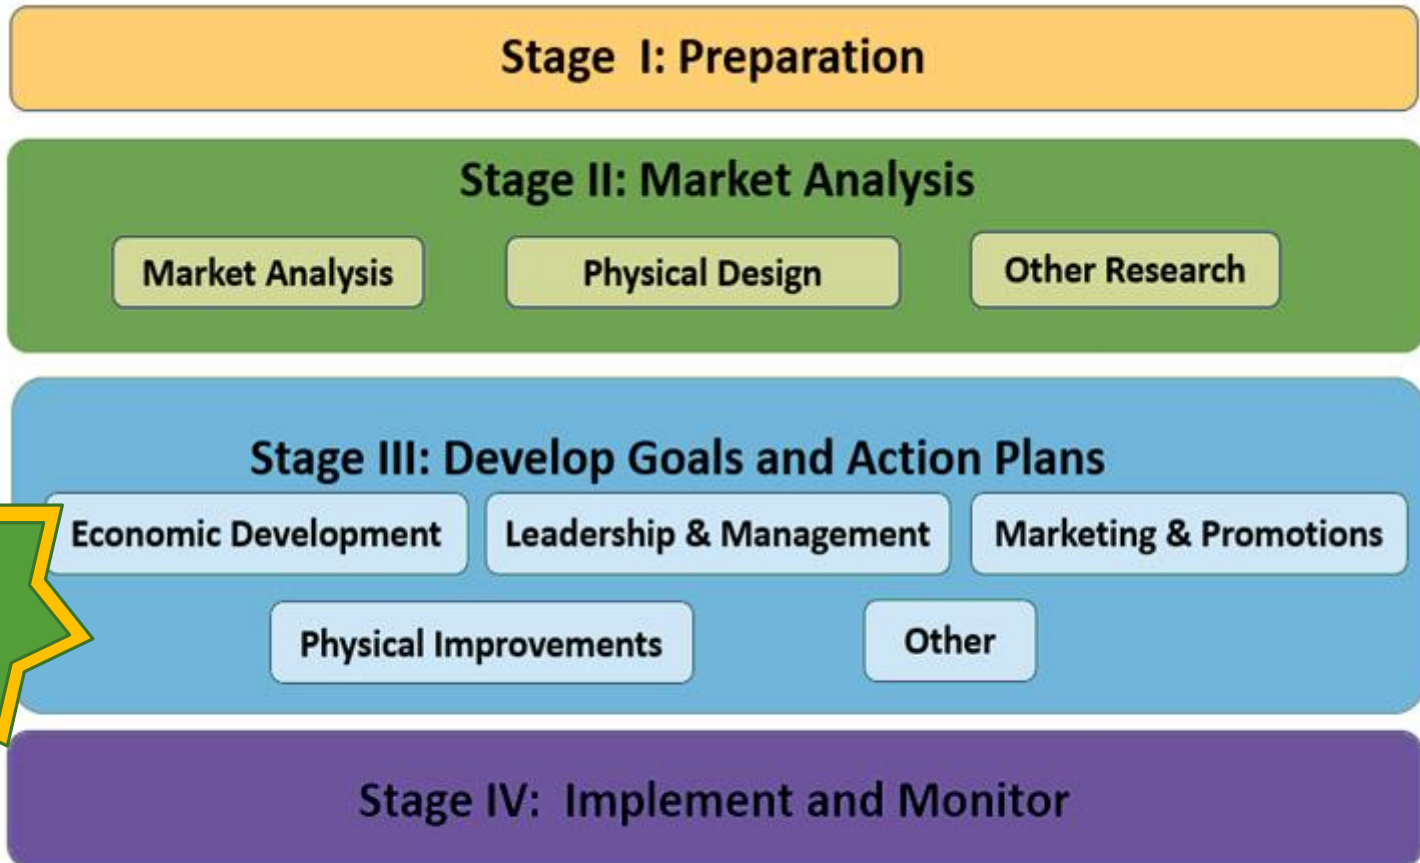 Stage I: Preparation
Stage II: Market Analysis
Market Analysis
Physical Design
Other Research
Stage III: Develop Goals and Action Plans
Economic Development
Leadership & Management
Marketing & Promotions
Physical Improvements
Other
Stage IV: Implement and Monitor